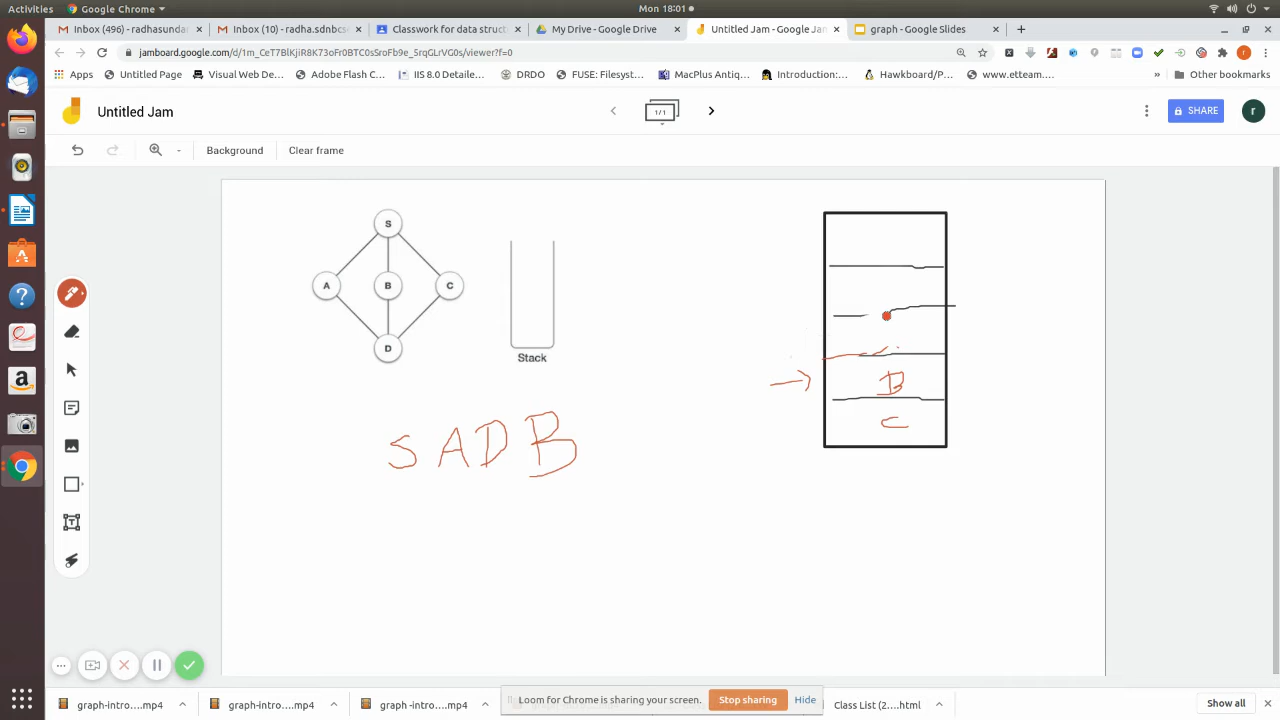 Activities
Google Chrome
Mon 18:01
Inbox (496) - radhasundar
Inbox (10) - radha.sdnbcs
Classwork for data struct
My Drive - Google Drive
Untitled Jam - Google Jam
graph - Google Slides
jamboard.google.com/d/1m_CeT7BlKjiR8K73oFr0BTC0sSroFb9e_5rqGLrVG0s/viewer?f=0
Apps
Untitled Page
Visual Web De...
Adobe Flash C...
IIS 8.0 Detaile...
DRDO
FUSE: Filesyst...
MacPlus Antiq...
Introduction:...
Hawkboard/P...
www.etteam....
»
Other bookmarks
Untitled Jam
1/1
SHARE
r
Background
Clear frame
S
A
B
C
D
Stack
B
C
S A D B
graph-intro....mp4
graph-intro...mp4
graph -intro....mp4
Loom for Chrome is sharing your screen.
Stop sharing
Hide
Class List (2....html
Show all